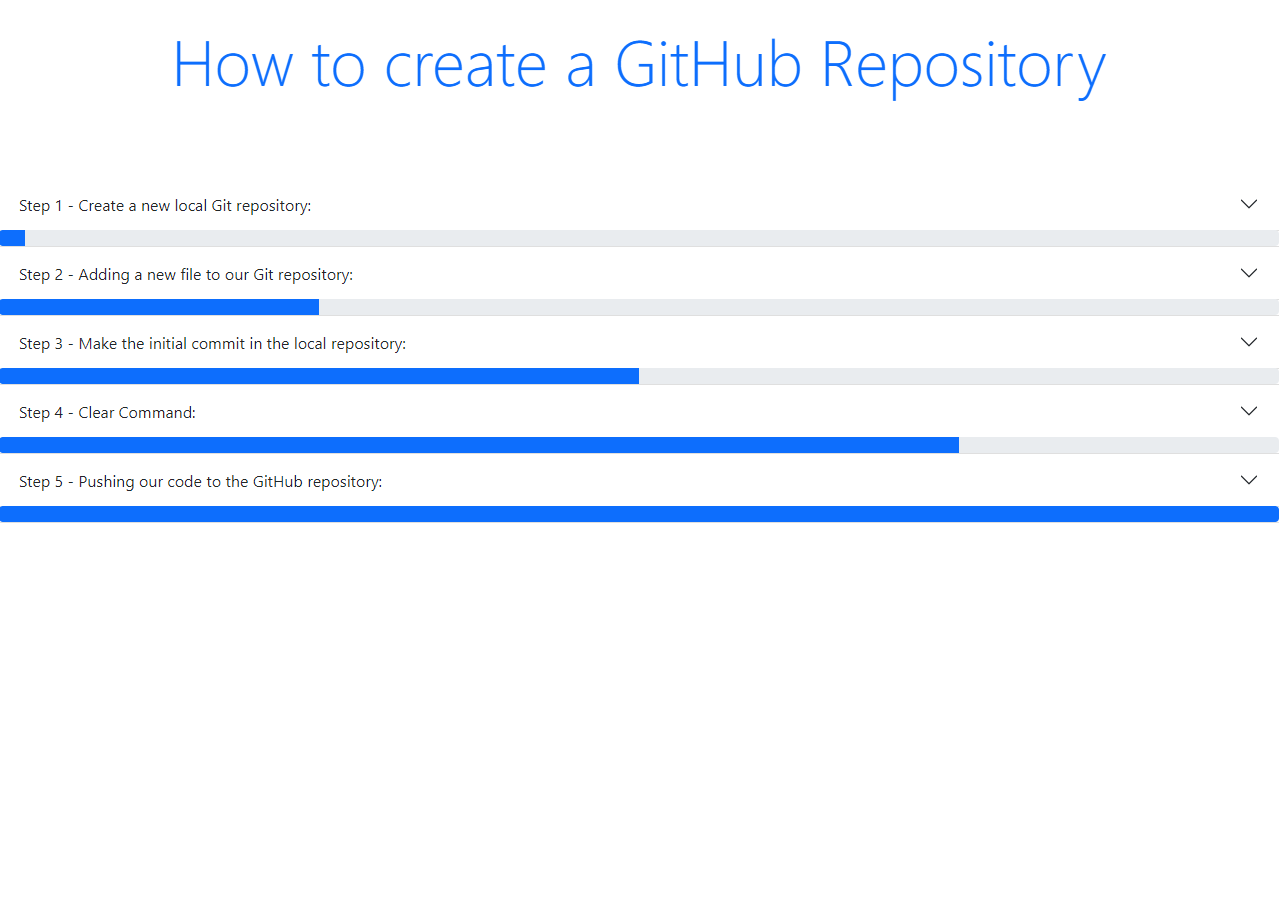 How to create a GitHub Repository
Step 1 - Create a new local Git repository:
Step 2 - Adding a new file to our Git repository:
Step 3 - Make the initial commit in the local repository:
Step 4 - Clear Command:
Step 5 - Pushing our code to the GitHub repository: